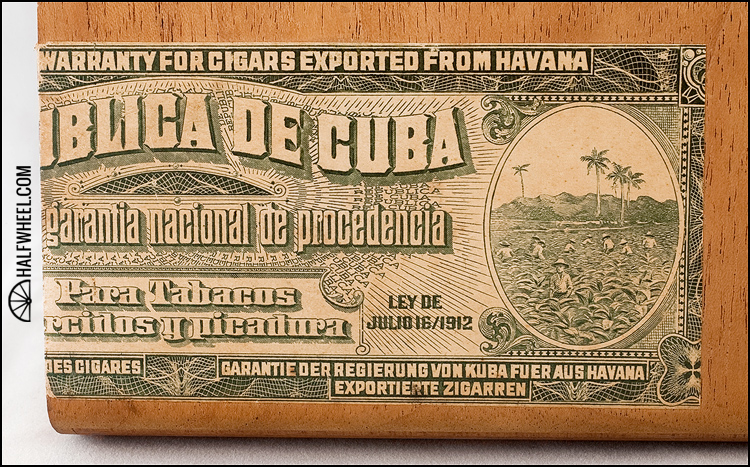 WARRANTY FOR CIGARS EXPORTED FROM HAVANA
BLICA DE CUBA
garantia nacional de procedencia
Para Tabacos
rcidos y picadura
LEY DE
JULIO 16/1912
DES CIGARES
GARANTIE DER REGIERUNG VON KUBA FUER AUS HAVANA
EXPORTIERTE ZIGARREN
HALFWHEEL.COM